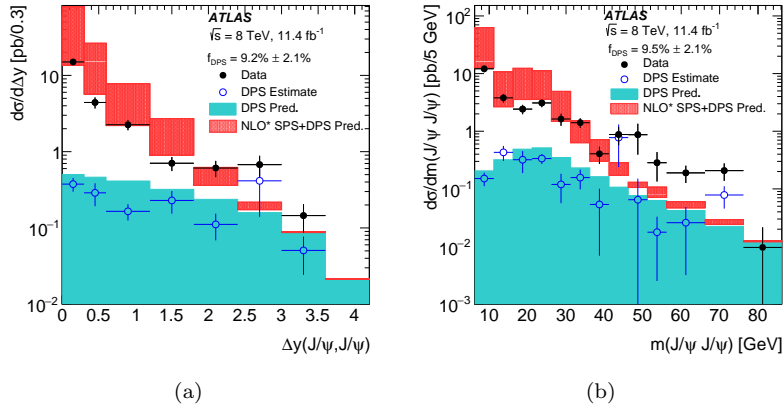 dσ/dΔy [pb/0.3]
10
1
10⁻¹
10⁻²
ATLAS
√s = 8 TeV, 11.4 fb⁻¹
f_DPS = 9.2% ± 2.1%
Data
DPS Estimate
DPS Pred.
NLO* SPS+DPS Pred.
0 0.5 1 1.5 2 2.5 3 3.5 4
Δy(J/ψ,J/ψ)
(a)
dσ/dm(J/ψ J/ψ) [pb/5 GeV]
10²
10
1
10⁻¹
10⁻²
10⁻³
ATLAS
√s = 8 TeV, 11.4 fb⁻¹
f_DPS = 9.5% ± 2.1%
Data
DPS Estimate
DPS Pred.
NLO* SPS+DPS Pred.
10 20 30 40 50 60 70 80
m(J/ψ J/ψ) [GeV]
(b)